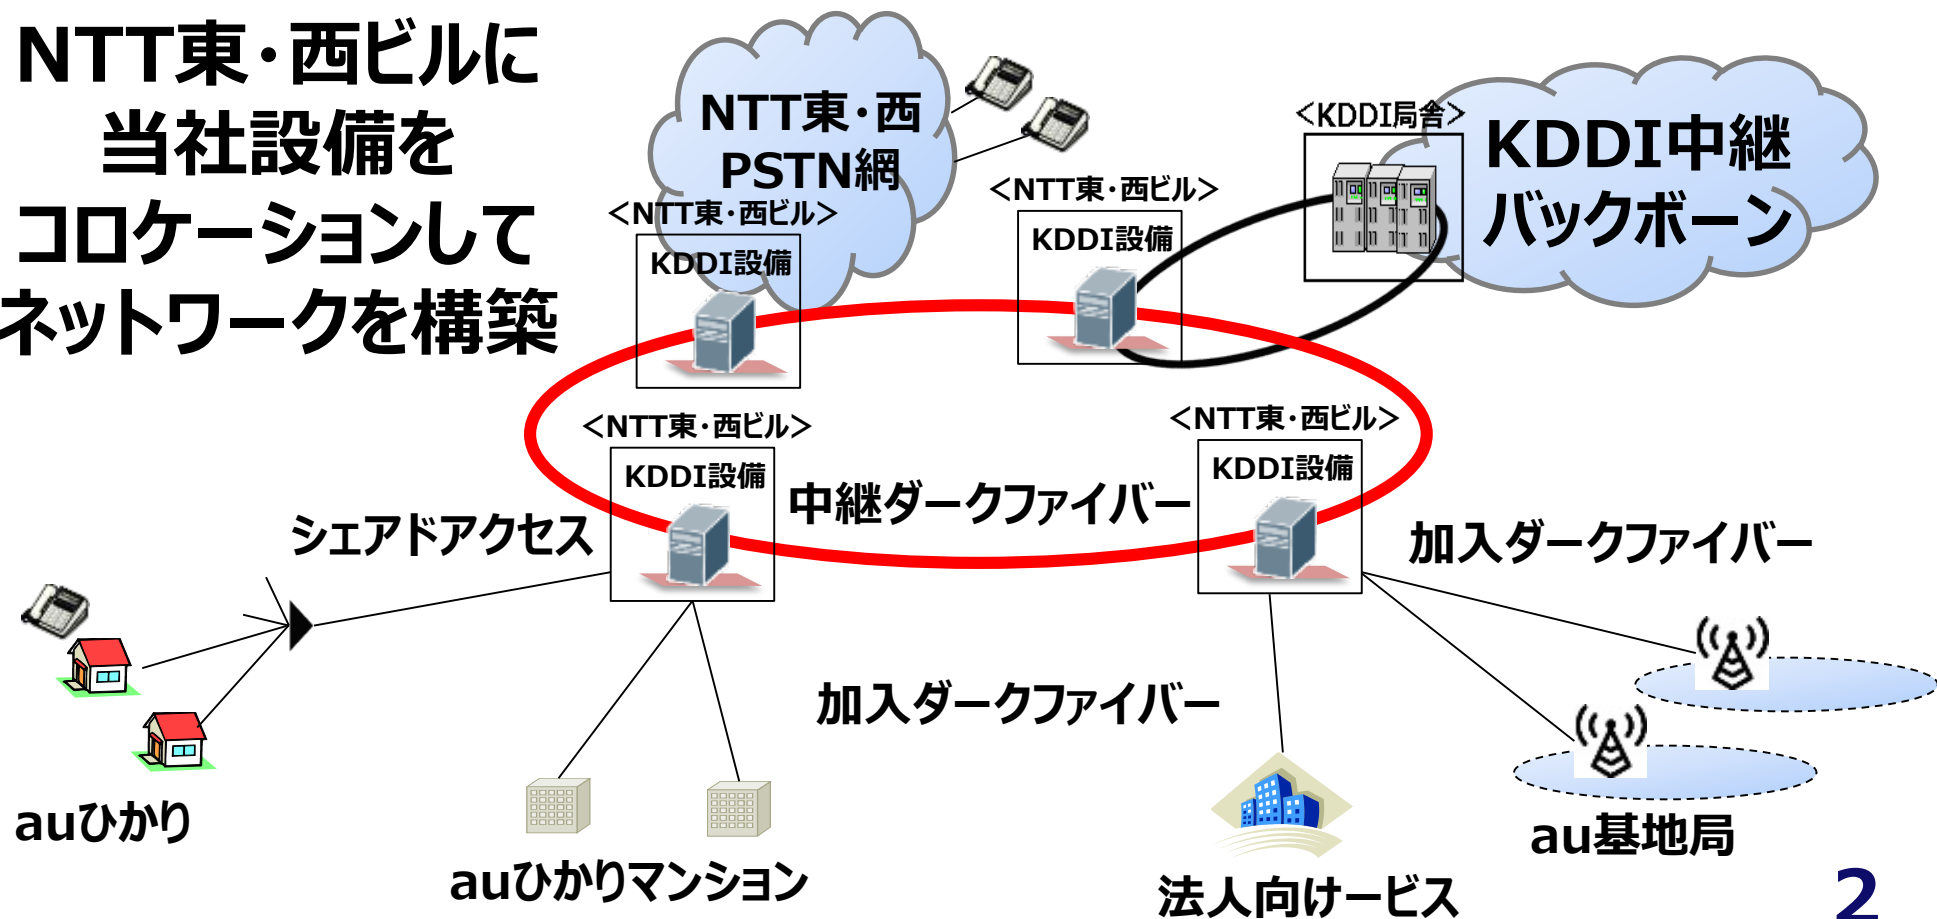 NTT東・西ビルに
当社設備を
コロケーションして
ネットワークを構築
NTT東・西
PSTN網
<KDDI局舎>
KDDI中継
バックボーン
<NTT東・西ビル>
KDDI設備
<NTT東・西ビル>
KDDI設備
<NTT東・西ビル>
KDDI設備
<NTT東・西ビル>
KDDI設備
中継ダークファイバー
シェアドアクセス
加入ダークファイバー
加入ダークファイバー
auひかり
auひかりマンション
法人向けービス
au基地局
2